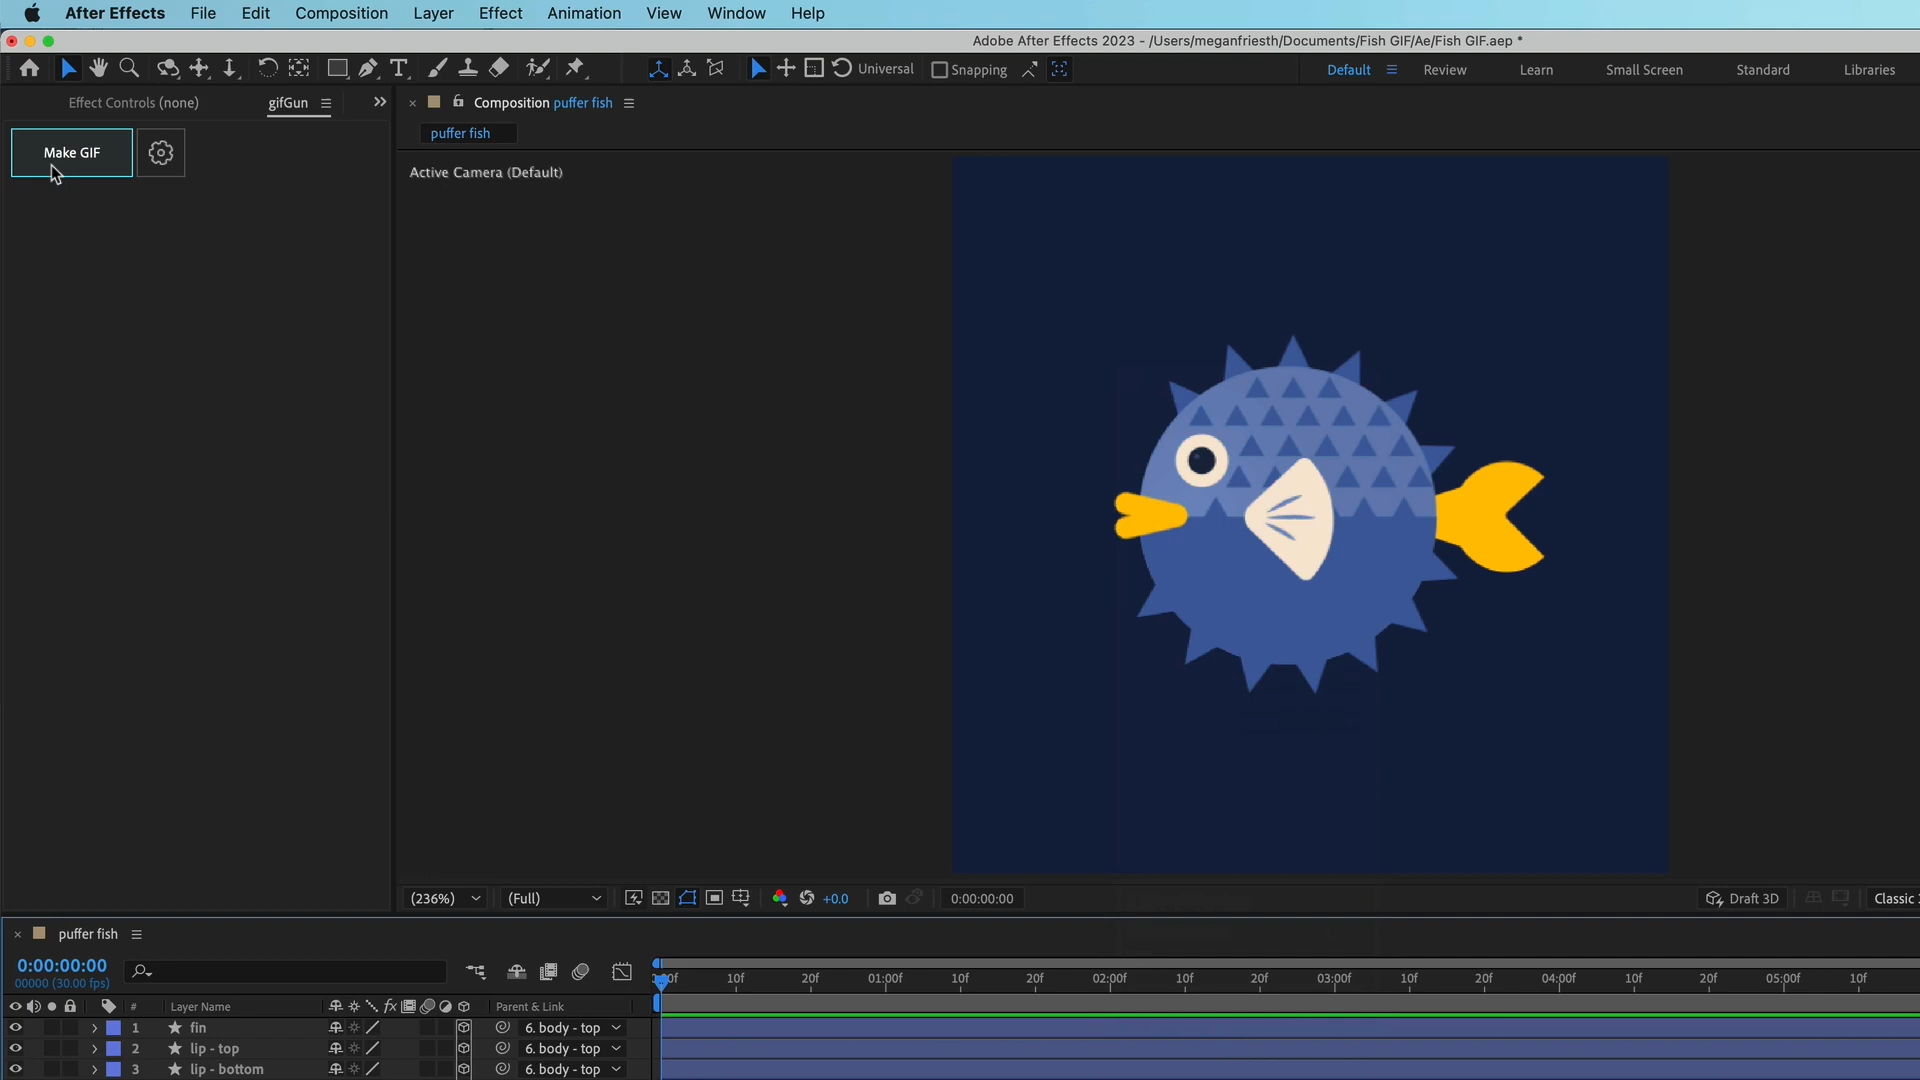 After Effects File Edit Composition Layer Effect Animation View Window Help
Adobe After Effects 2023 - /Users/meganfriesth/Documents/Fish GIF/Ae/Fish GIF.aep *
Universal Snapping Default Review Learn Small Screen Standard Libraries
Effect Controls (none) gifGun Composition puffer fish
puffer fish
Make GIF
Active Camera (Default)
(236%) (Full) +0.0 0:00:00:00 Draft 3D Classic
puffer fish
0:00:00:00
00000 (30.00 fps)
10f 20f 01:00f 10f 20f 02:00f 10f 20f 03:00f 10f 20f 04:00f 10f 20f 05:00f 10f
# Layer Name fx Parent & Link
1 fin 6. body - top
2 lip - top 6. body - top
3 lip - bottom 6. body - top